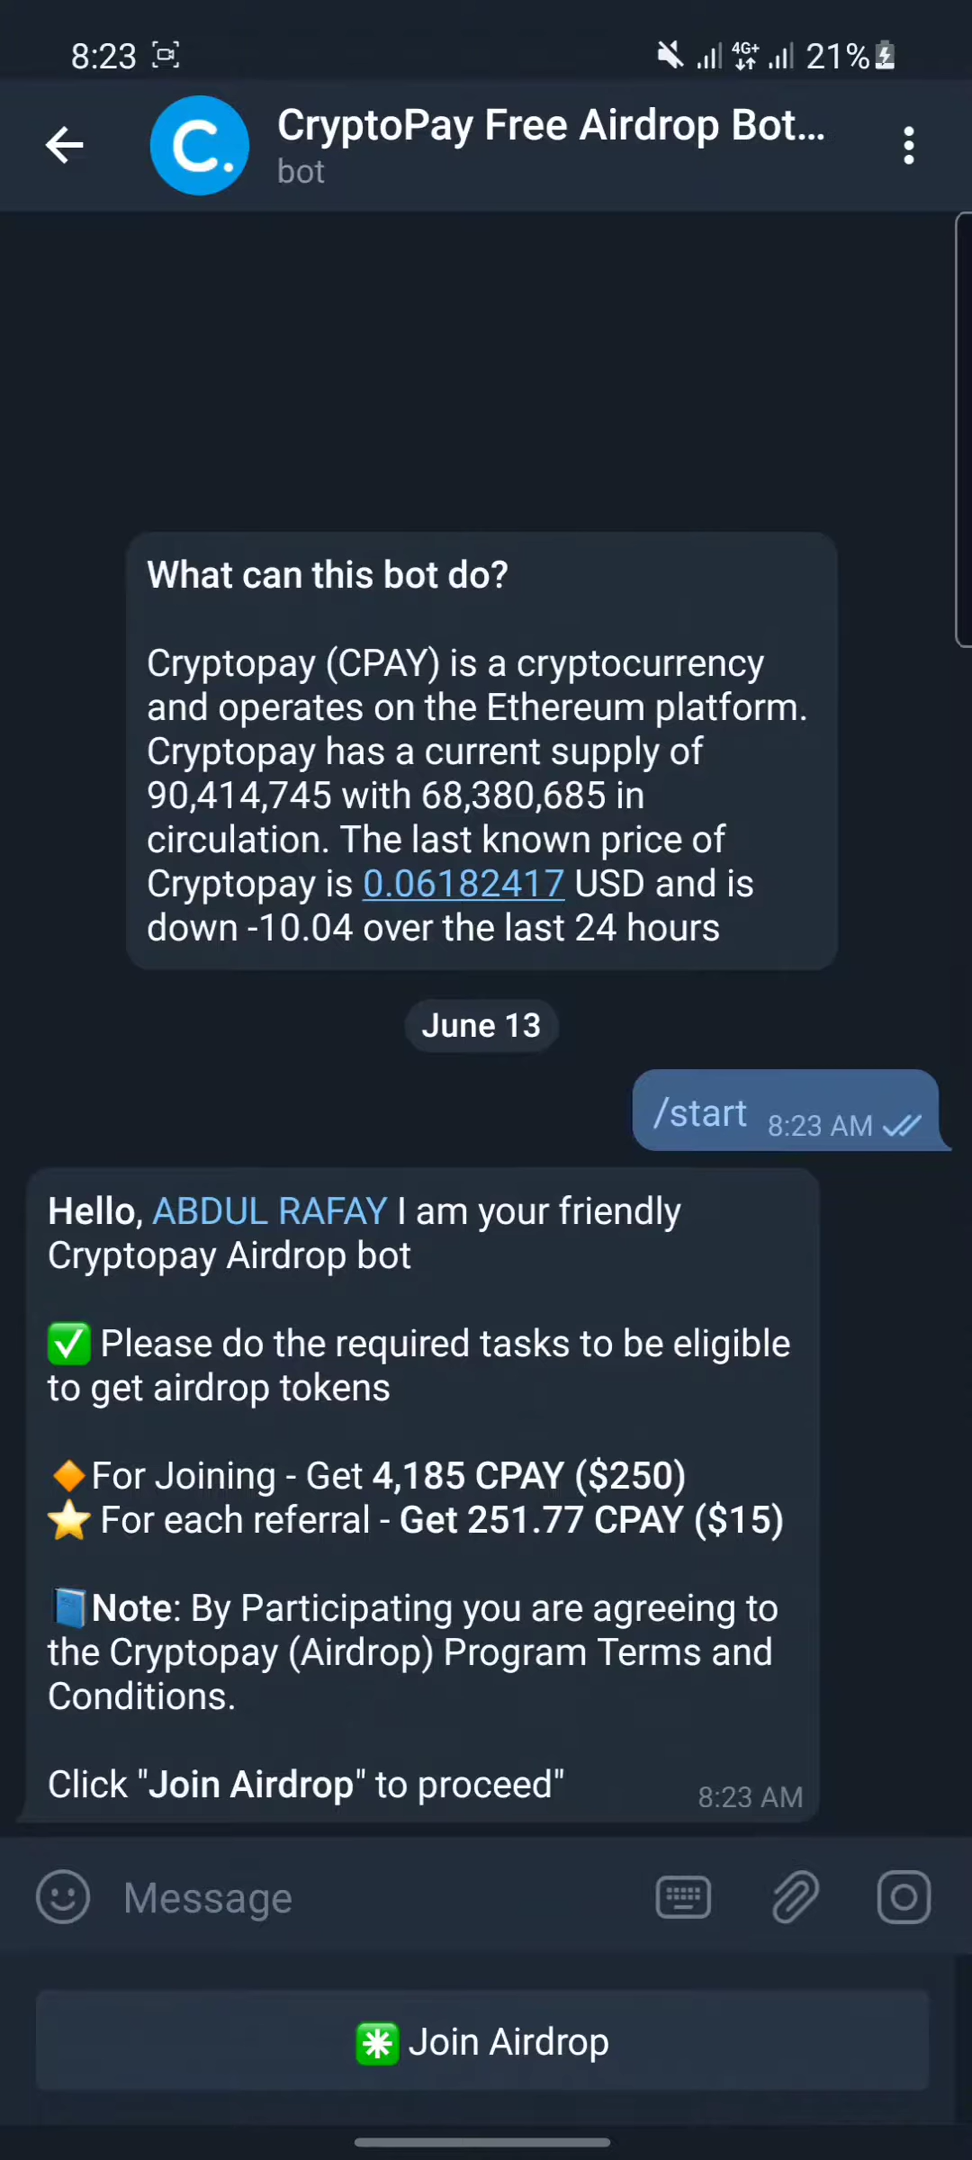 8:23 4G+ 21%
C. CryptoPay Free Airdrop Bot...
bot
What can this bot do?
Cryptopay (CPAY) is a cryptocurrency
and operates on the Ethereum platform.
Cryptopay has a current supply of
90,414,745 with 68,380,685 in
circulation. The last known price of
Cryptopay is 0.06182417 USD and is
down -10.04 over the last 24 hours
June 13
/start 8:23 AM
Hello, ABDUL RAFAY I am your friendly
Cryptopay Airdrop bot
✅ Please do the required tasks to be eligible
to get airdrop tokens
🔶For Joining - Get 4,185 CPAY ($250)
⭐ For each referral - Get 251.77 CPAY ($15)
📘Note: By Participating you are agreeing to
the Cryptopay (Airdrop) Program Terms and
Conditions.
Click "Join Airdrop" to proceed"
8:23 AM
Message
✳️ Join Airdrop